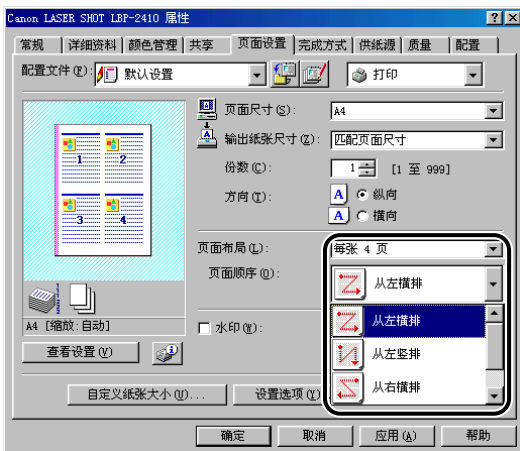 Canon LASER SHOT LBP-2410 属性
常规 详细资料 颜色管理 共享 页面设置 完成方式 供纸源 质量 配置
配置文件(F): 默认设置 打印
页面尺寸(S): A4
输出纸张尺寸(Z): 匹配页面尺寸
份数(C): 1 [1 至 999]
方向(T): A 纵向
A 横向
1 2
3 4
页面布局(L): 每张 4 页
页面顺序(O): 从左横排
A4 [缩放:自动]
水印(W):
从左横排
从左竖排
从右横排
查看设置(V)
自定义纸张大小(U)... 设置选项(Y)
确定 取消 应用(A) 帮助